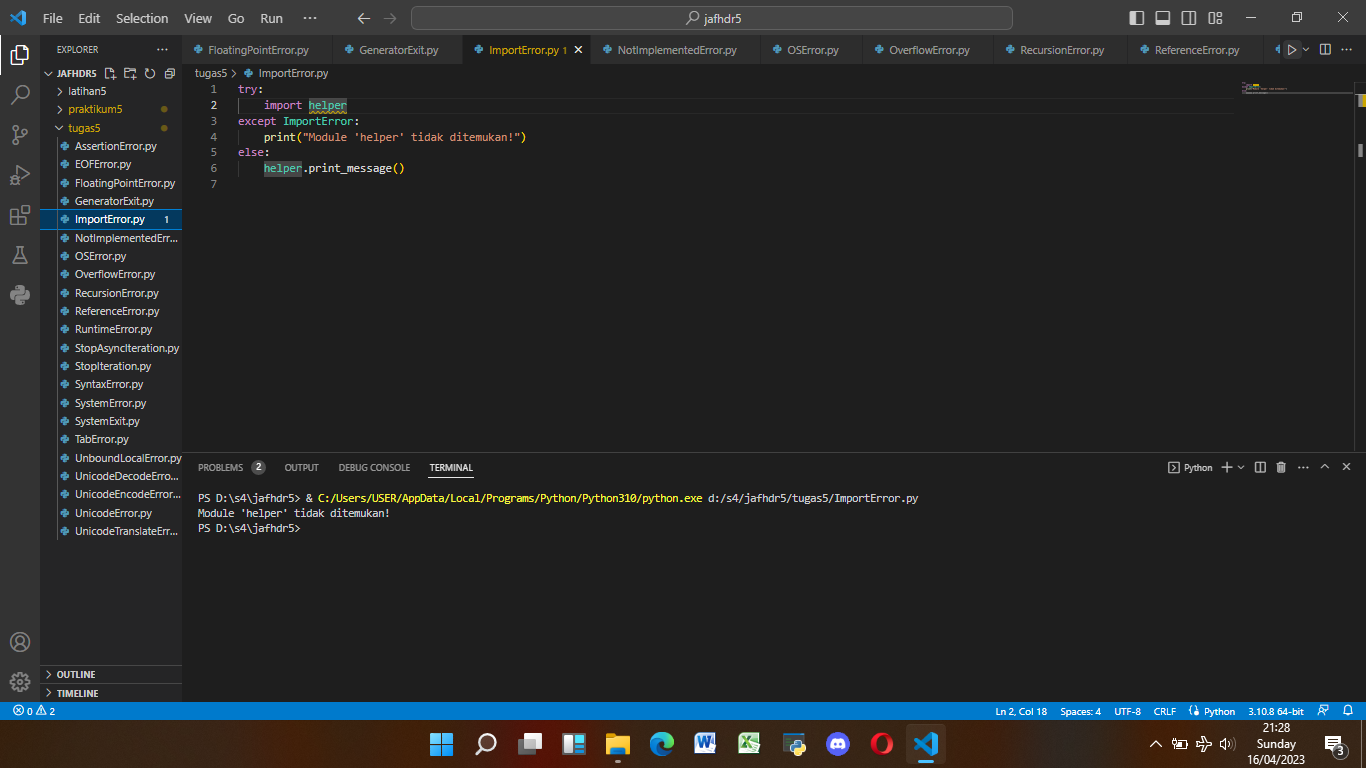 File Edit Selection View Go Run ···
jafhdr5
EXPLORER ···
FloatingPointError.py GeneratorExit.py ImportError.py 1 NotImplementedError.py OSError.py OverflowError.py RecursionError.py ReferenceError.py
JAFHDR5
latihan5
praktikum5
tugas5
AssertionError.py
EOFError.py
FloatingPointError.py
GeneratorExit.py
ImportError.py 1
NotImplementedErr...
OSError.py
OverflowError.py
RecursionError.py
ReferenceError.py
RuntimeError.py
StopAsyncIteration.py
StopIteration.py
SyntaxError.py
SystemError.py
SystemExit.py
TabError.py
UnboundLocalError.py
UnicodeDecodeErro...
UnicodeEncodeError...
UnicodeError.py
UnicodeTranslateErr...
OUTLINE
TIMELINE
tugas5 > ImportError.py
1 try:
2 import helper
3 except ImportError:
4 print("Module 'helper' tidak ditemukan!")
5 else:
6 helper.print_message()
7
PROBLEMS 2 OUTPUT DEBUG CONSOLE TERMINAL
Python
PS D:\s4\jafhdr5> & C:/Users/USER/AppData/Local/Programs/Python/Python310/python.exe d:/s4/jafhdr5/tugas5/ImportError.py
Module 'helper' tidak ditemukan!
PS D:\s4\jafhdr5>
0 2
Ln 2, Col 18 Spaces: 4 UTF-8 CRLF Python 3.10.8 64-bit
21:28
Sunday
16/04/2023
3